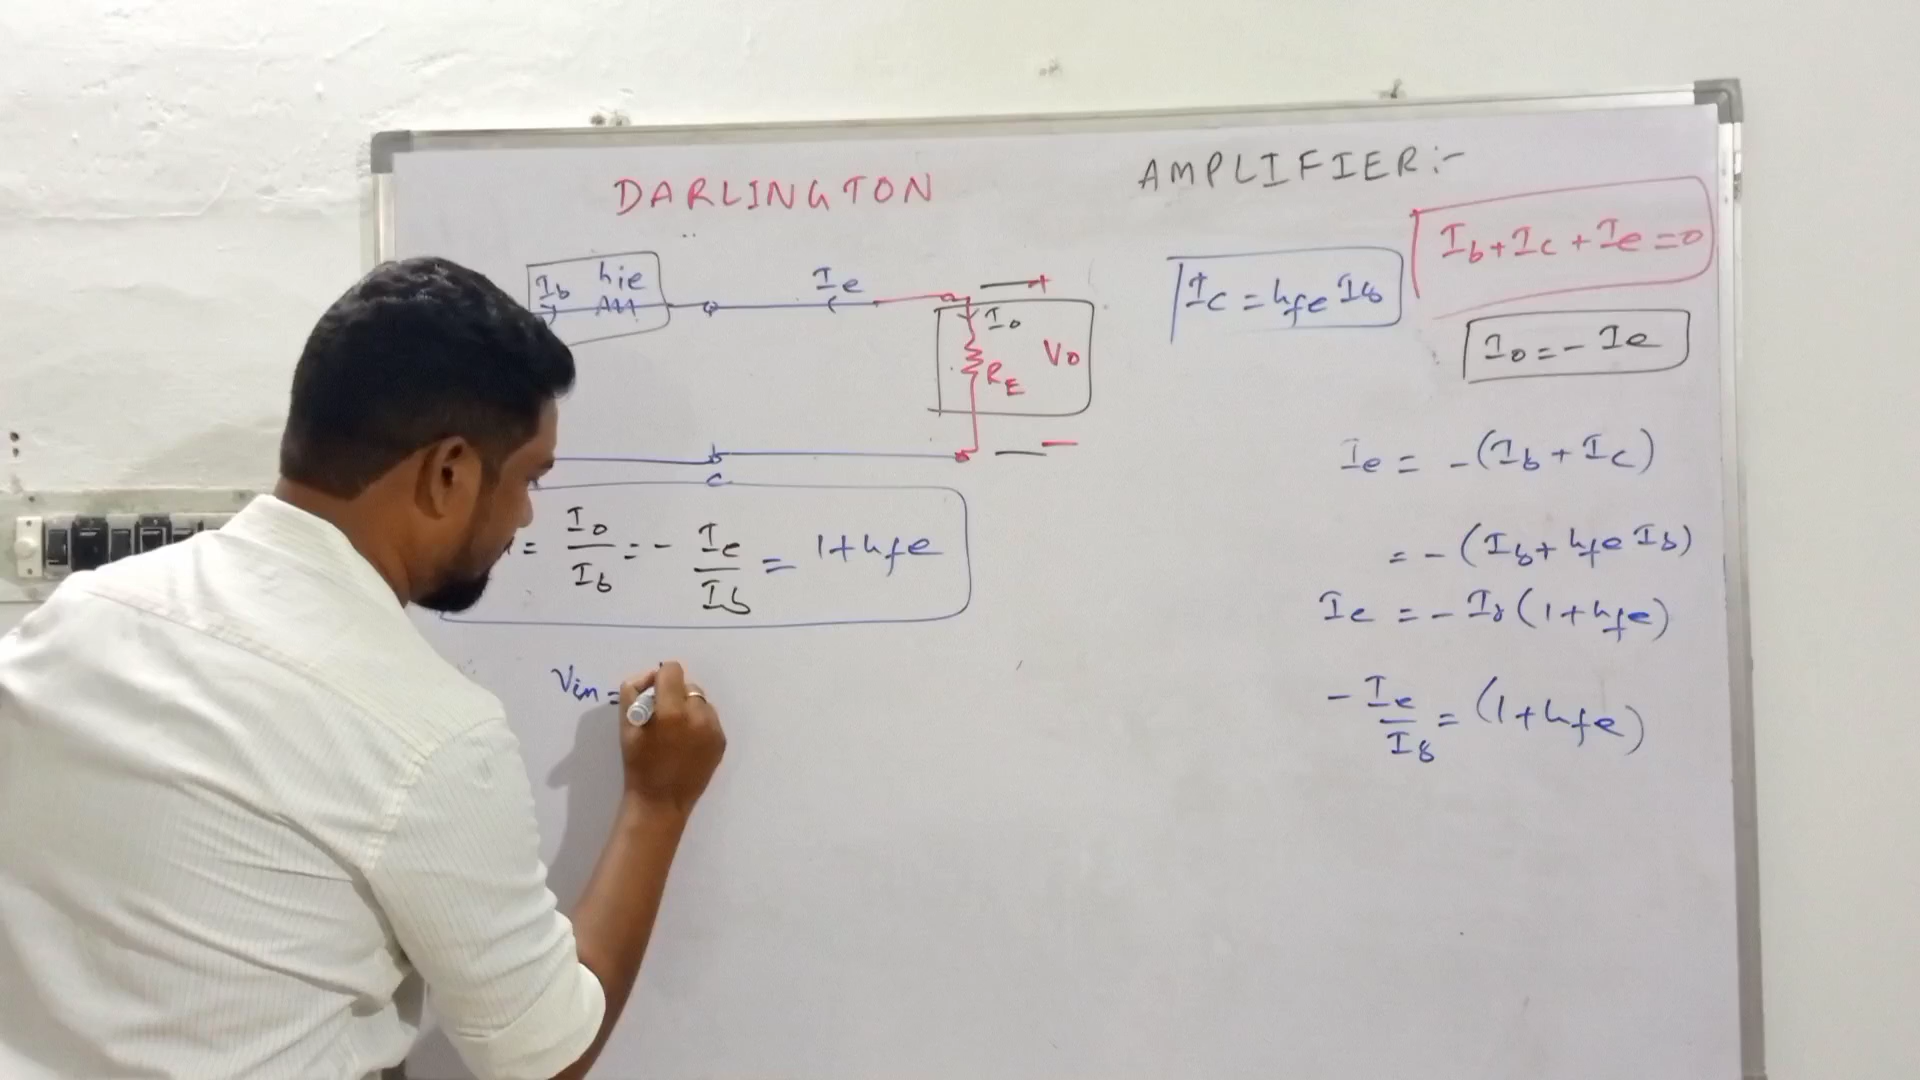 DARLINGTON AMPLIFIER:-
Ib + Ic + Ie = 0
Ic = hfe Ib
Io = - Ie
Ib hie
Ie
+
Io
RE
Vo
-
c
= Io/Ib = - Ie/Ib = 1+hfe
Vin =
Ie = -(Ib + Ic)
= - (Ib + hfe Ib)
Ie = - Ib (1+hfe)
- Ie/Ib = (1+hfe)